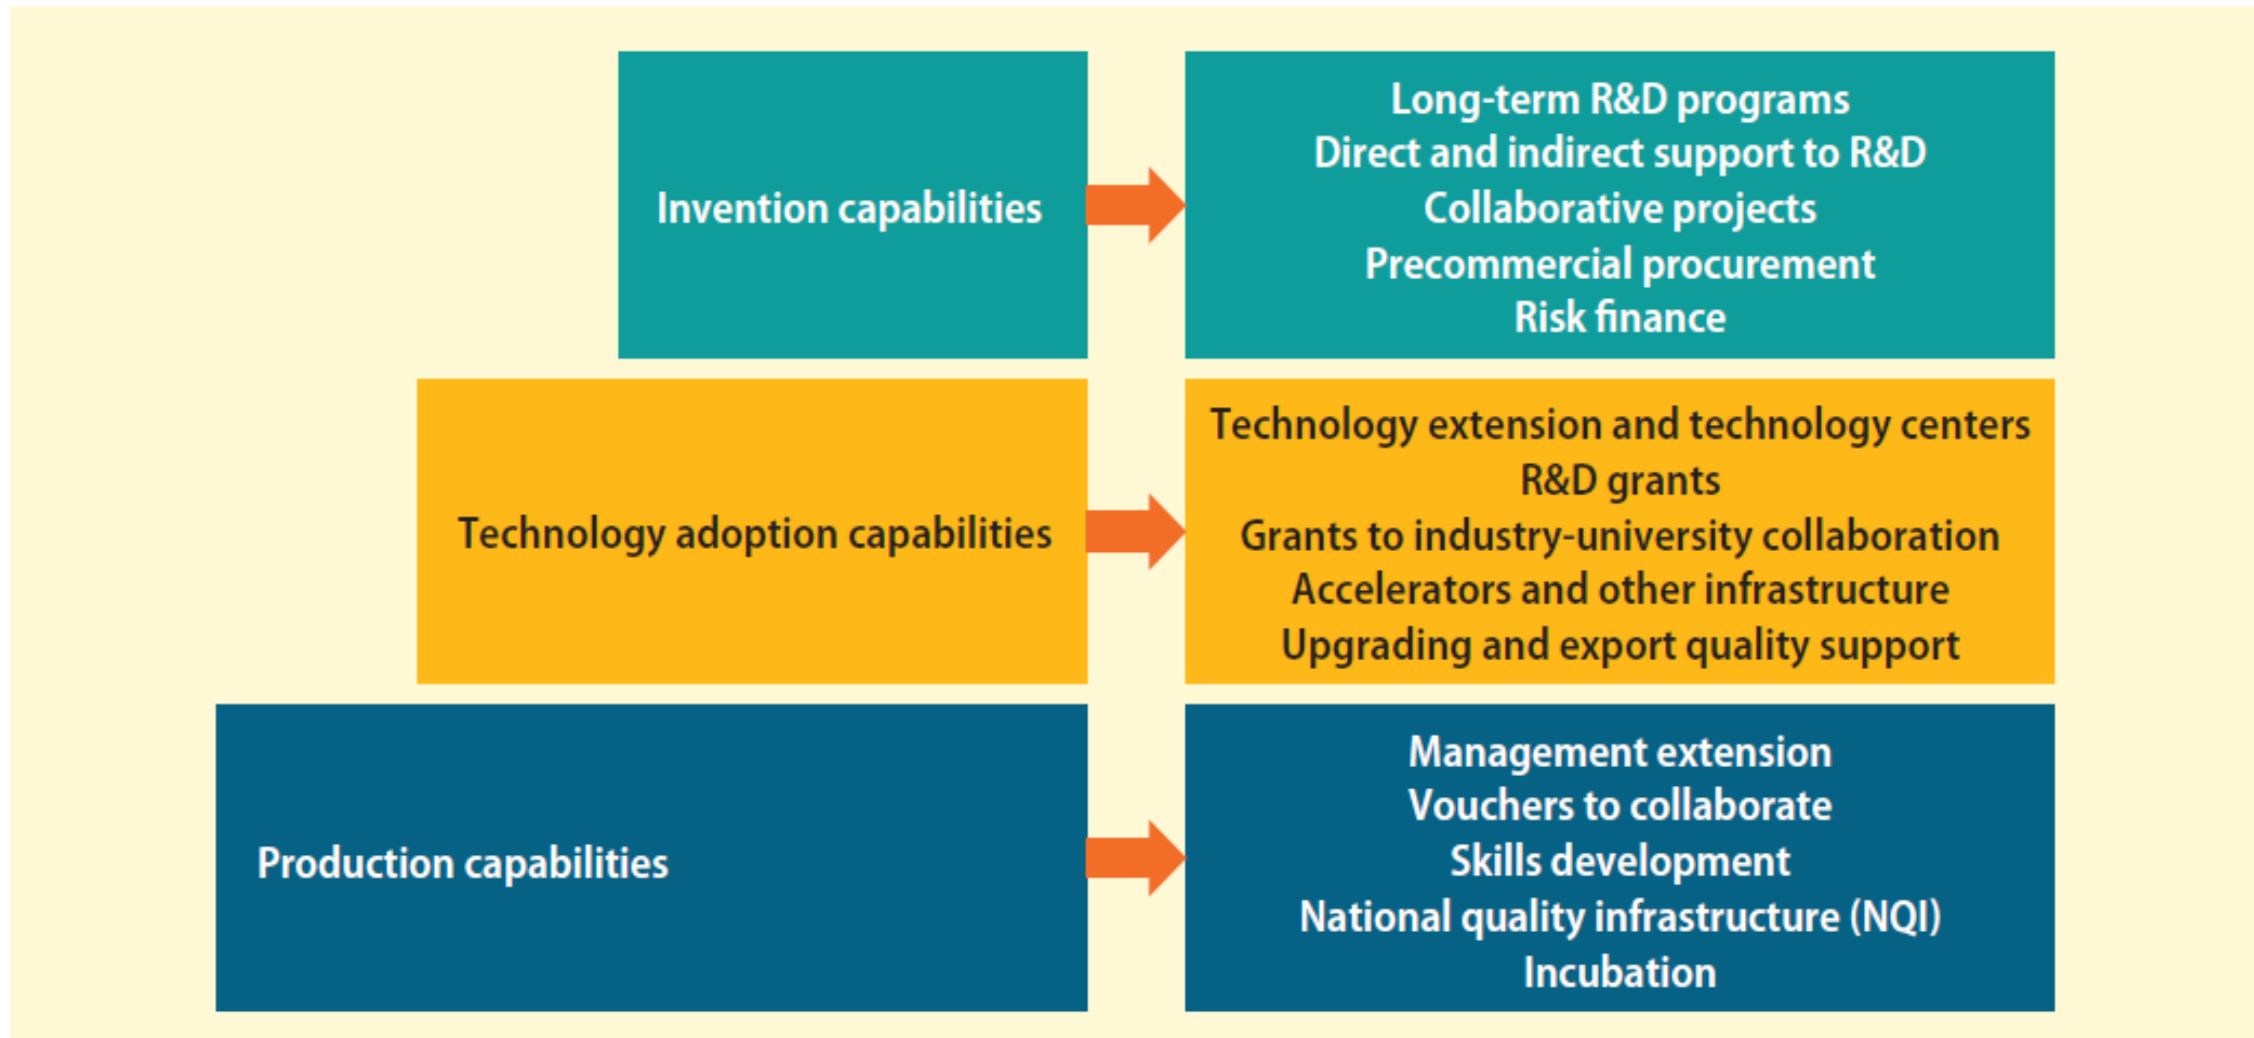 Invention capabilities
Long-term R&D programs
Direct and indirect support to R&D
Collaborative projects
Precommercial procurement
Risk finance
Technology adoption capabilities
Technology extension and technology centers
R&D grants
Grants to industry-university collaboration
Accelerators and other infrastructure
Upgrading and export quality support
Production capabilities
Management extension
Vouchers to collaborate
Skills development
National quality infrastructure (NQI)
Incubation